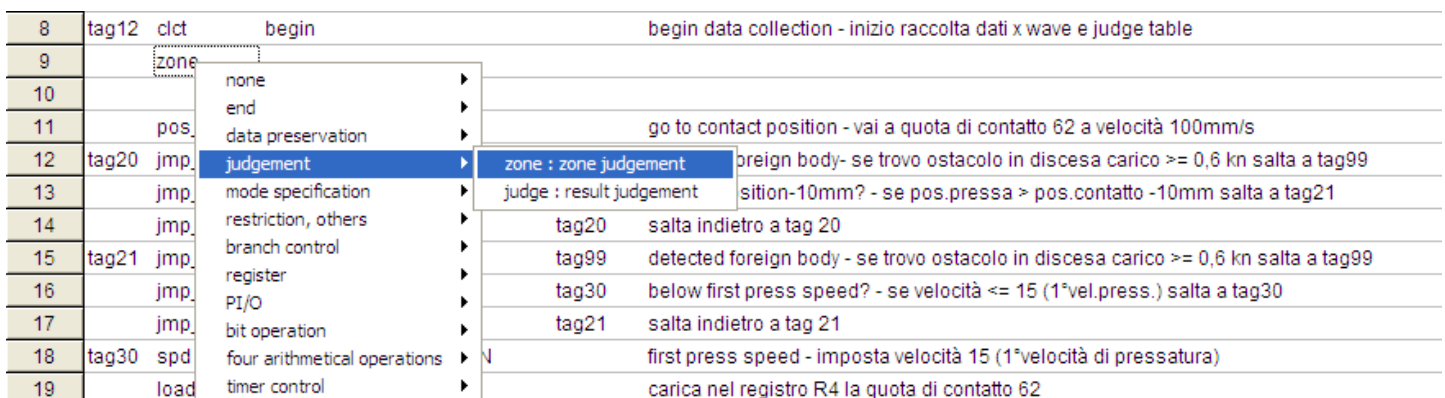 8 tag12 clct begin begin data collection - inizio raccolta dati x wave e judge table
9 zone
none
10
end
11 pos_ data preservation go to contact position - vai a quota di contatto 62 a velocità 100mm/s
12 tag20 jmp_ judgement zone : zone judgement oreign body- se trovo ostacolo in discesa carico >= 0,6 kn salta a tag99
13 jmp_ mode specification judge : result judgement sition-10mm? - se pos.pressa > pos.contatto -10mm salta a tag21
14 jmp_ restriction, others tag20 salta indietro a tag 20
branch control
15 tag21 jmp_ tag99 detected foreign body - se trovo ostacolo in discesa carico >= 0,6 kn salta a tag99
register
16 jmp_ tag30 below first press speed? - se velocità <= 15 (1°vel.press.) salta a tag30
PI/O
17 jmp_ bit operation tag21 salta indietro a tag 21
18 tag30 spd four arithmetical operations N first press speed - imposta velocità 15 (1°velocità di pressatura)
19 load timer control carica nel registro R4 la quota di contatto 62